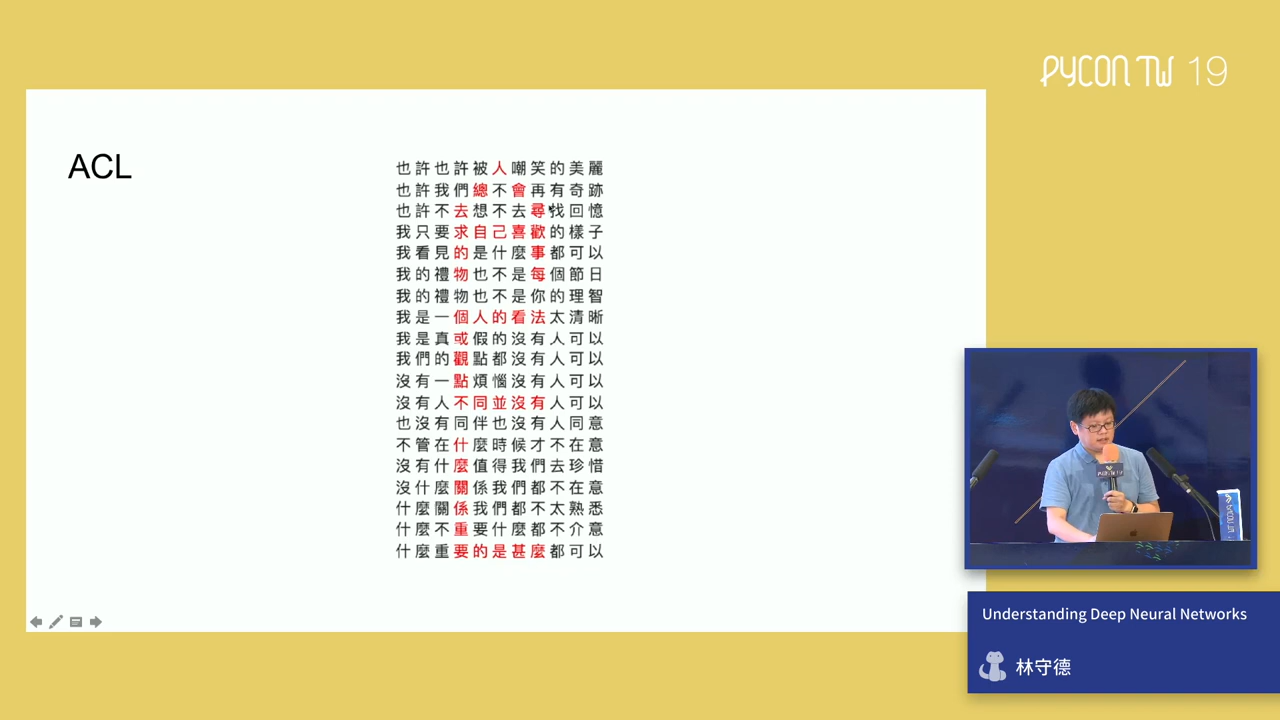 PYCON TW 19
ACL
也許也許被人嘲笑的美麗
也許我們總不會再有奇跡
也許不去想不去尋找回憶
我只要求自己喜歡的樣子
我看見的是什麼事都可以
我的禮物也不是每個節日
我的禮物也不是你的理智
我是一個人的看法太清晰
我是真或假的沒有人可以
我們的觀點都沒有人可以
沒有一點煩惱沒有人可以
沒有人不同並沒有人可以
也沒有同伴也沒有人同意
不管在什麼時候才不在意
沒有什麼值得我們去珍惜
沒什麼關係我們都不在意
什麼關係我們都不太熟悉
什麼不重要什麼都不介意
什麼重要的是甚麼都可以
Understanding Deep Neural Networks
林守德